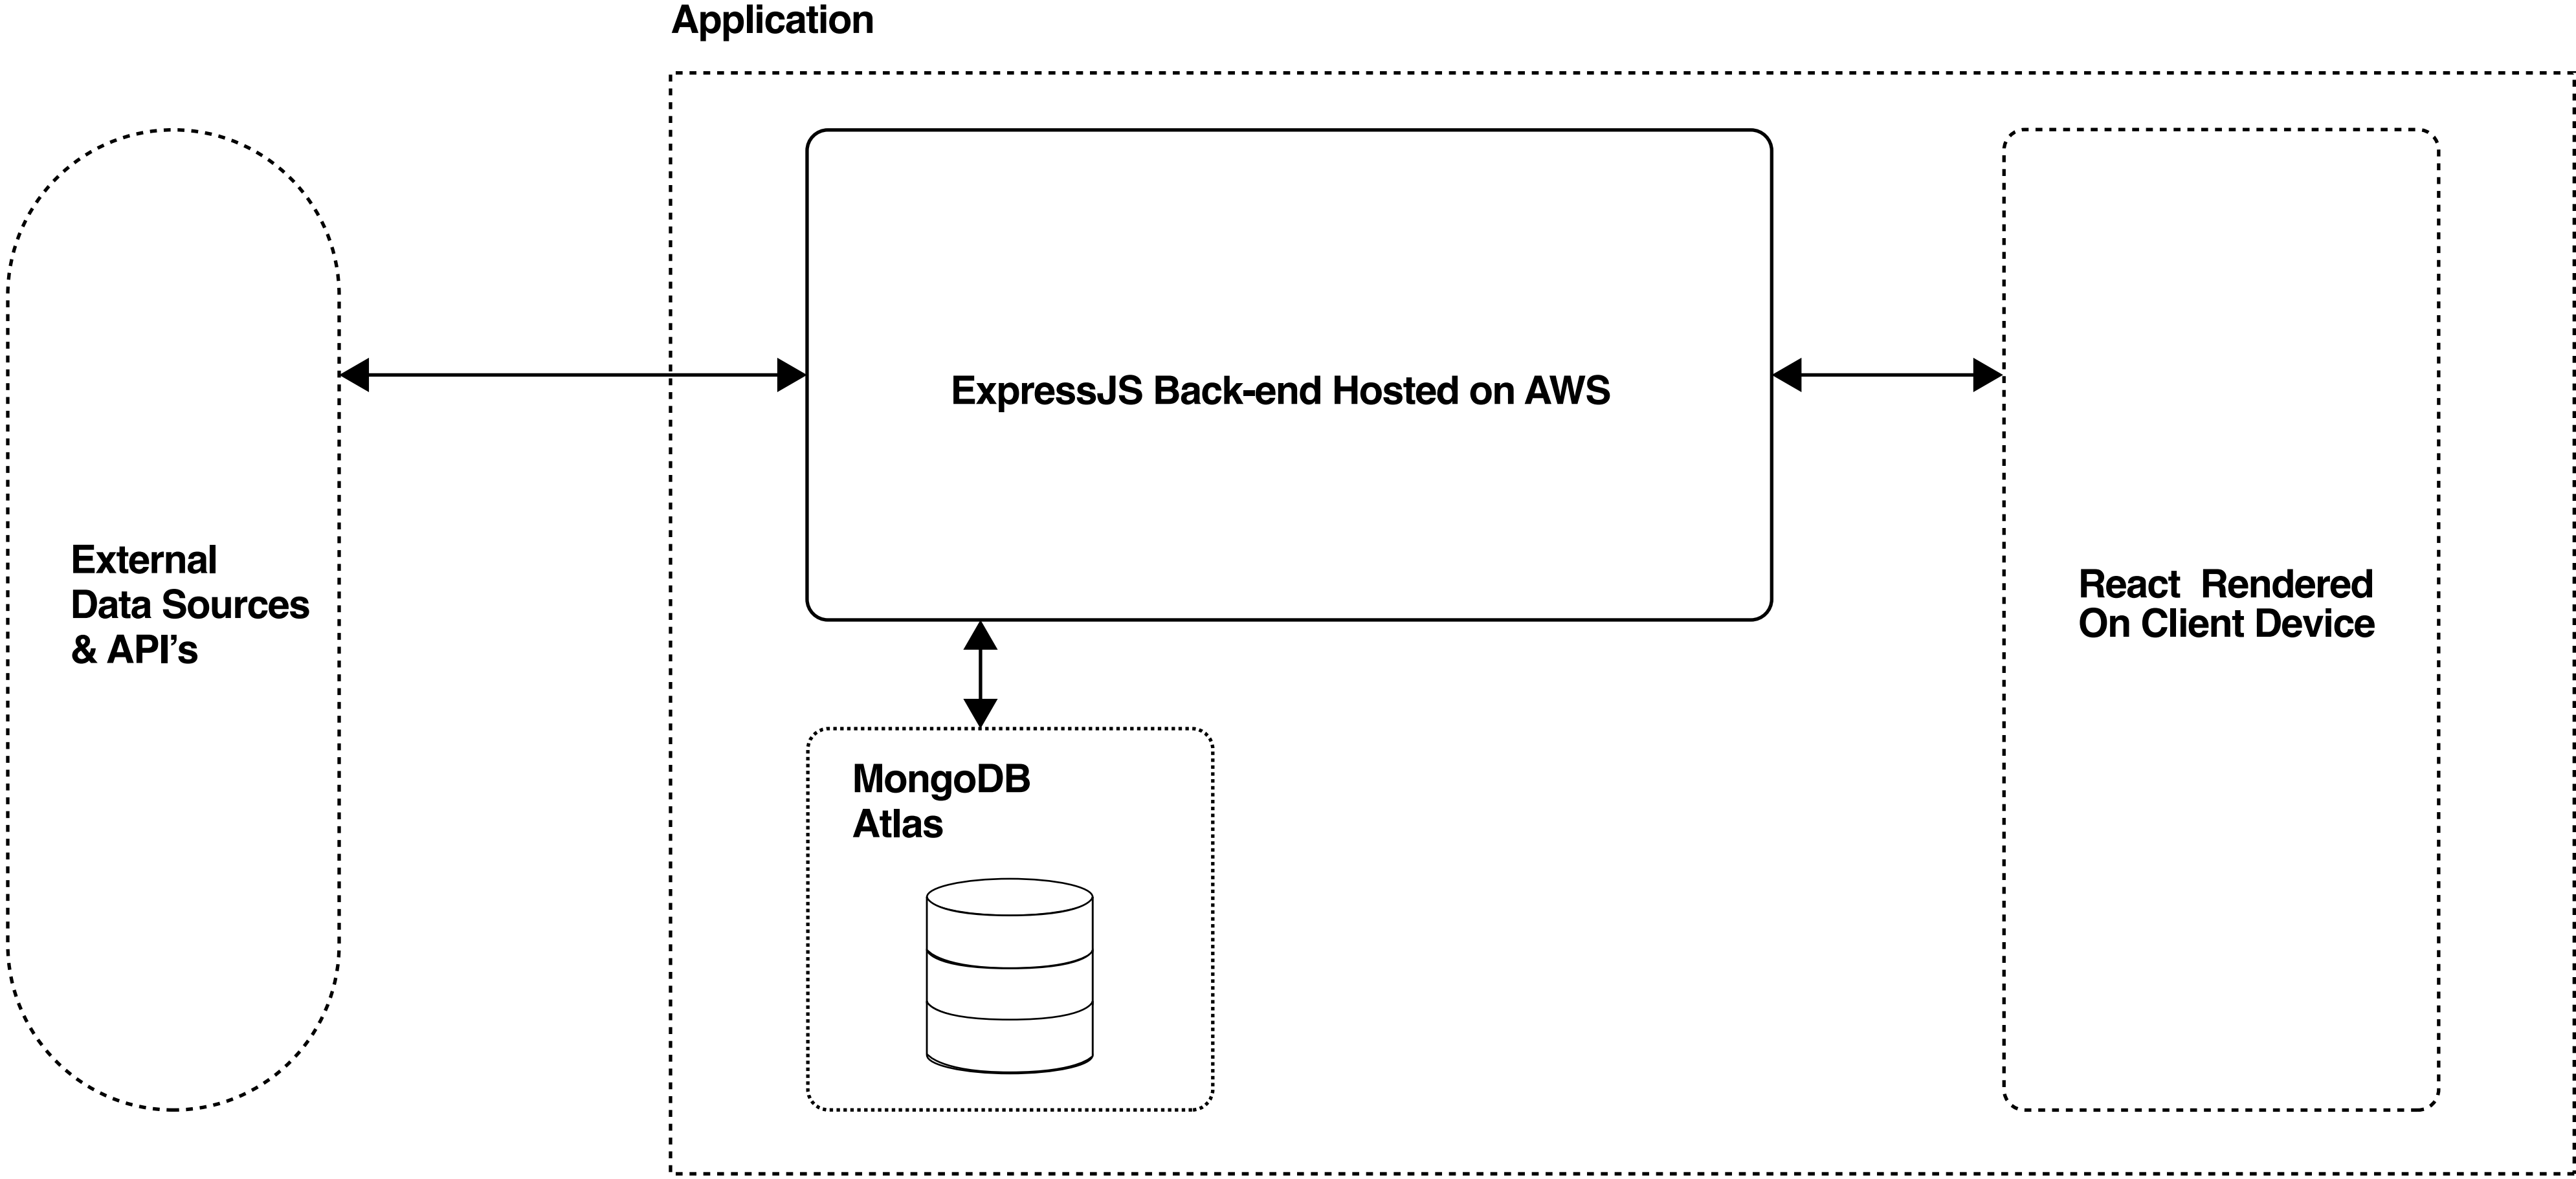 Application
ExpressJS Back-end Hosted on AWS
External
Data Sources
& API’s
React Rendered
On Client Device
MongoDB
Atlas